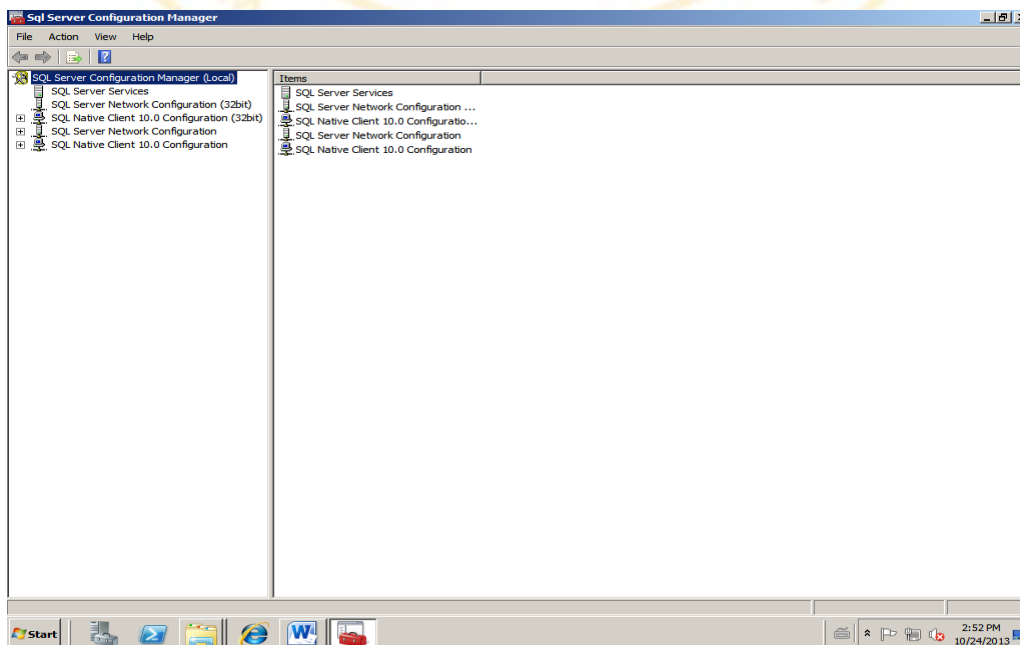 Sql Server Configuration Manager
File Action View Help
SQL Server Configuration Manager (Local)
SQL Server Services
SQL Server Network Configuration (32bit)
SQL Native Client 10.0 Configuration (32bit)
SQL Server Network Configuration
SQL Native Client 10.0 Configuration
Items
SQL Server Services
SQL Server Network Configuration ...
SQL Native Client 10.0 Configuratio...
SQL Server Network Configuration
SQL Native Client 10.0 Configuration
Start
2:52 PM
10/24/2013